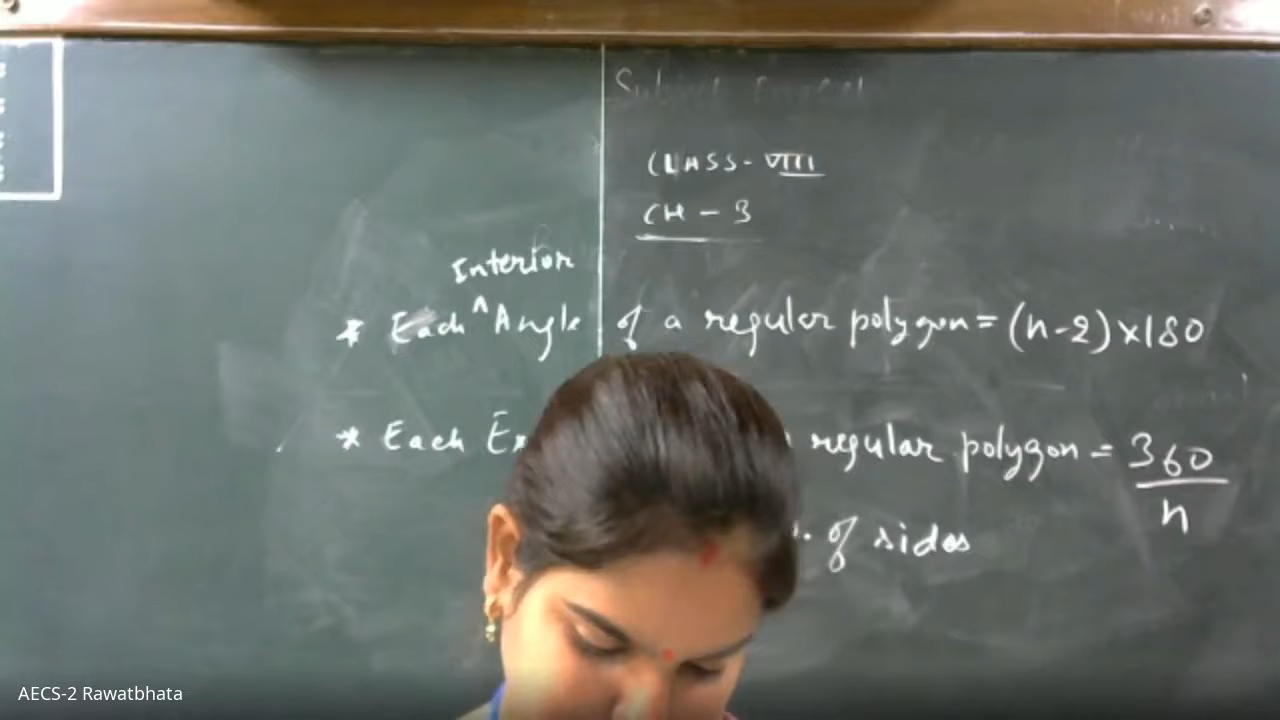 CLASS- VIII
CH - 3
Interior
* Each ^ Angle of a regular polygon = (n-2)×180
* Each regular polygon = 360/n
of sides
AECS-2 Rawatbhata